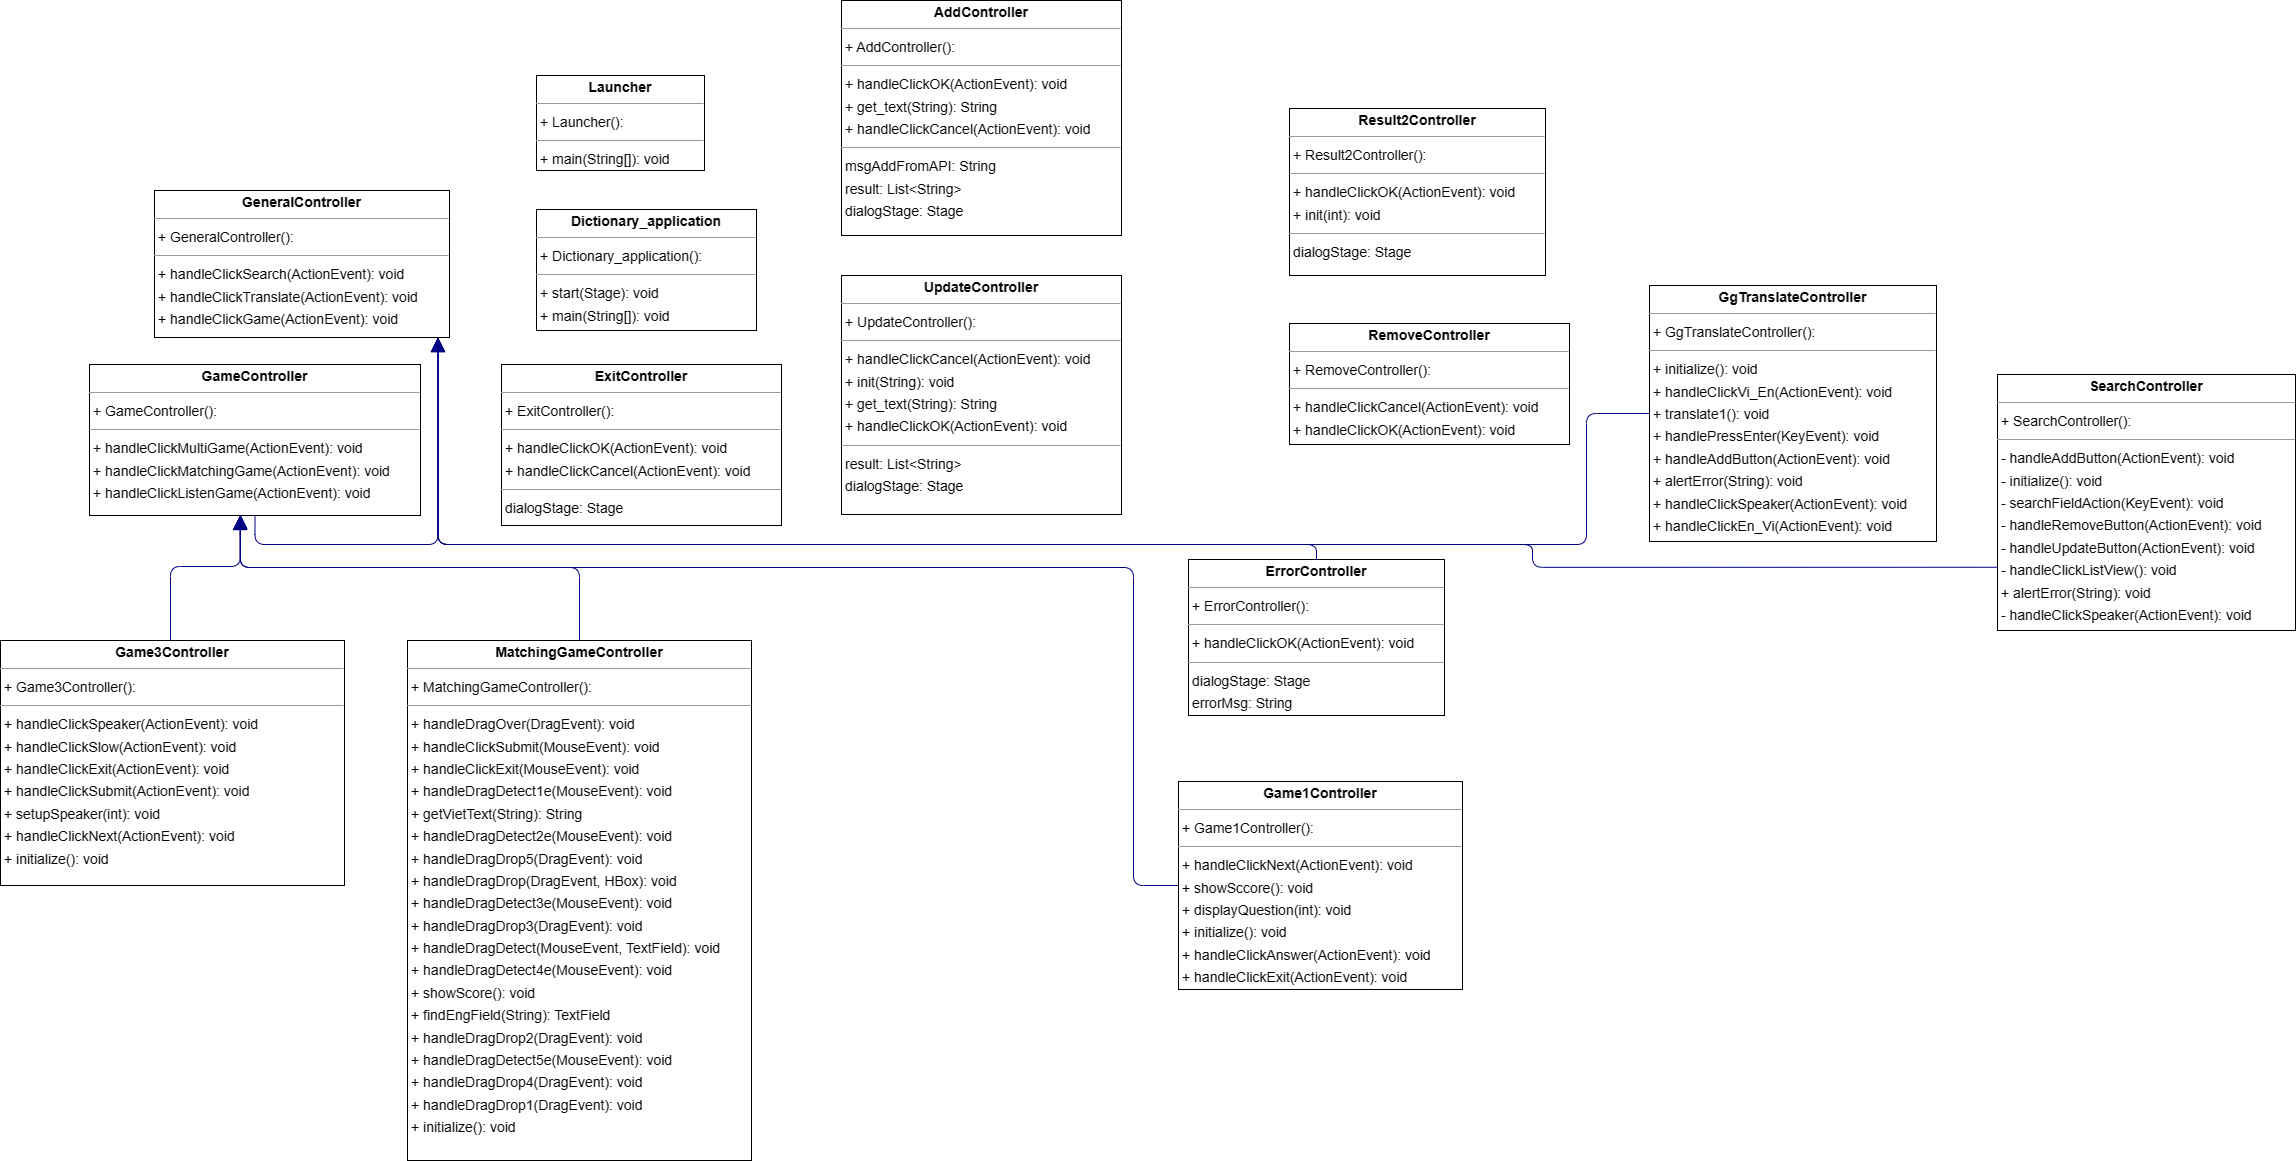 AddController
+ AddController():
+ handleClickOK(ActionEvent): void
+ get_text(String): String
+ handleClickCancel(ActionEvent): void
msgAddFromAPI: String
result: List<String>
dialogStage: Stage
Launcher
+ Launcher():
+ main(String[]): void
Result2Controller
+ Result2Controller():
+ handleClickOK(ActionEvent): void
+ init(int): void
dialogStage: Stage
GeneralController
+ GeneralController():
+ handleClickSearch(ActionEvent): void
+ handleClickTranslate(ActionEvent): void
+ handleClickGame(ActionEvent): void
Dictionary_application
+ Dictionary_application():
+ start(Stage): void
+ main(String[]): void
UpdateController
+ UpdateController():
+ handleClickCancel(ActionEvent): void
+ init(String): void
+ get_text(String): String
+ handleClickOK(ActionEvent): void
result: List<String>
dialogStage: Stage
GgTranslateController
+ GgTranslateController():
+ initialize(): void
+ handleClickVi_En(ActionEvent): void
+ translate1(): void
+ handlePressEnter(KeyEvent): void
+ handleAddButton(ActionEvent): void
+ alertError(String): void
+ handleClickSpeaker(ActionEvent): void
+ handleClickEn_Vi(ActionEvent): void
RemoveController
+ RemoveController():
+ handleClickCancel(ActionEvent): void
+ handleClickOK(ActionEvent): void
GameController
+ GameController():
+ handleClickMultiGame(ActionEvent): void
+ handleClickMatchingGame(ActionEvent): void
+ handleClickListenGame(ActionEvent): void
ExitController
+ ExitController():
+ handleClickOK(ActionEvent): void
+ handleClickCancel(ActionEvent): void
dialogStage: Stage
SearchController
+ SearchController():
- handleAddButton(ActionEvent): void
- initialize(): void
- searchFieldAction(KeyEvent): void
- handleRemoveButton(ActionEvent): void
- handleUpdateButton(ActionEvent): void
- handleClickListView(): void
+ alertError(String): void
- handleClickSpeaker(ActionEvent): void
ErrorController
+ ErrorController():
+ handleClickOK(ActionEvent): void
dialogStage: Stage
errorMsg: String
Game3Controller
+ Game3Controller():
+ handleClickSpeaker(ActionEvent): void
+ handleClickSlow(ActionEvent): void
+ handleClickExit(ActionEvent): void
+ handleClickSubmit(ActionEvent): void
+ setupSpeaker(int): void
+ handleClickNext(ActionEvent): void
+ initialize(): void
MatchingGameController
+ MatchingGameController():
+ handleDragOver(DragEvent): void
+ handleClickSubmit(MouseEvent): void
+ handleClickExit(MouseEvent): void
+ handleDragDetect1e(MouseEvent): void
+ getVietText(String): String
+ handleDragDetect2e(MouseEvent): void
+ handleDragDrop5(DragEvent): void
+ handleDragDrop(DragEvent, HBox): void
+ handleDragDetect3e(MouseEvent): void
+ handleDragDrop3(DragEvent): void
+ handleDragDetect(MouseEvent, TextField): void
+ handleDragDetect4e(MouseEvent): void
+ showScore(): void
+ findEngField(String): TextField
+ handleDragDrop2(DragEvent): void
+ handleDragDetect5e(MouseEvent): void
+ handleDragDrop4(DragEvent): void
+ handleDragDrop1(DragEvent): void
+ initialize(): void
Game1Controller
+ Game1Controller():
+ handleClickNext(ActionEvent): void
+ showSccore(): void
+ displayQuestion(int): void
+ initialize(): void
+ handleClickAnswer(ActionEvent): void
+ handleClickExit(ActionEvent): void